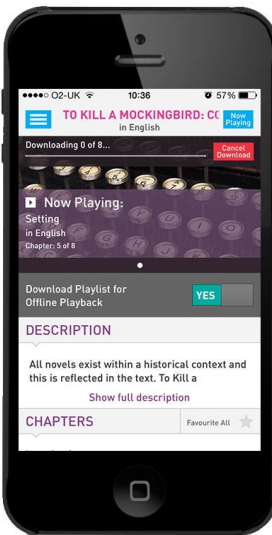 O2-UK 10:36 57%
TO KILL A MOCKINGBIRD: CC Now Playing
in English
Downloading 0 of 8... Cancel Download
Now Playing:
Setting
in English
Chapter: 5 of 8
Download Playlist for
Offline Playback YES
DESCRIPTION
All novels exist within a historical context and
this is reflected in the text. To Kill a
Show full description
CHAPTERS Favourite All